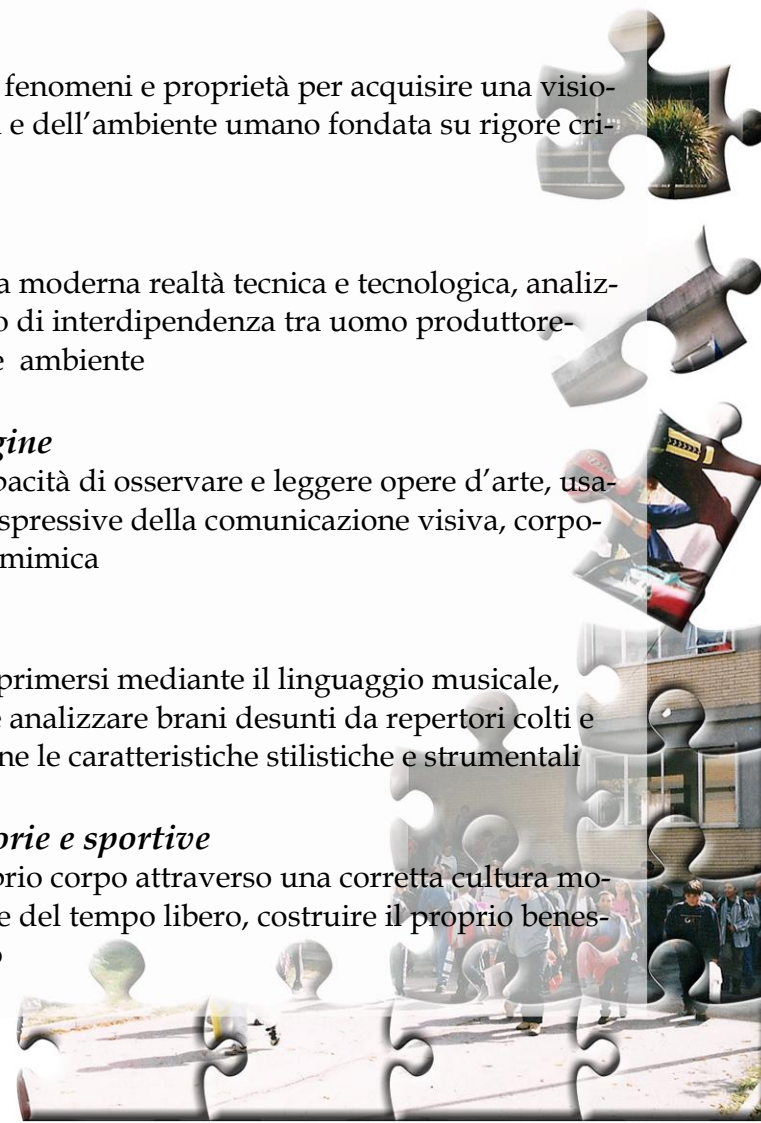 fenomeni e proprietà per acquisire una visio-
e dell'ambiente umano fondata su rigore cri-
moderna realtà tecnica e tecnologica, analiz-
di interdipendenza tra uomo produttore-
ambiente
gine
pacità di osservare e leggere opere d'arte, usa-
spressive della comunicazione visiva, corpo-
mimica
primersi mediante il linguaggio musicale,
e analizzare brani desunti da repertori colti e
ne le caratteristiche stilistiche e strumentali
orie e sportive
prio corpo attraverso una corretta cultura mo-
e del tempo libero, costruire il proprio benes-